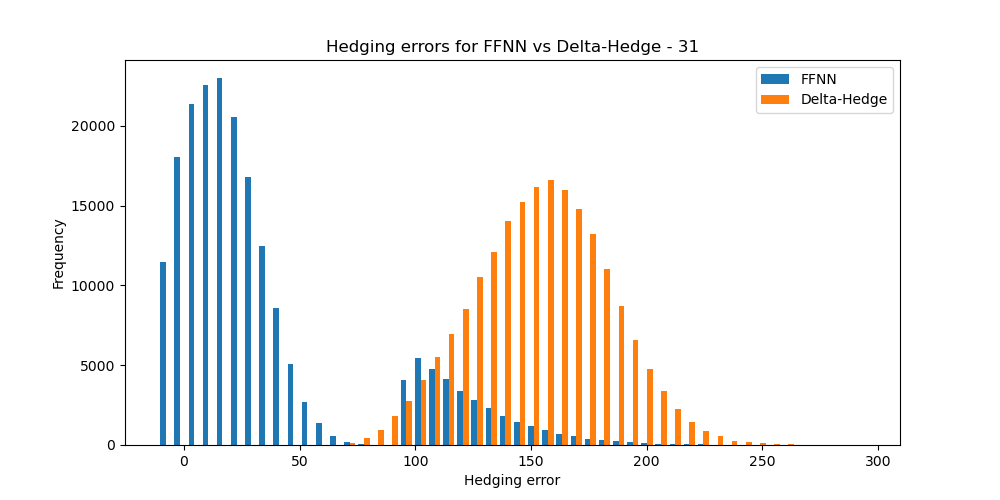 Hedging errors for FFNN vs Delta-Hedge - 31
FFNN
Delta-Hedge
Frequency
20000
15000
10000
5000
0
0 50 100 150 200 250 300
Hedging error